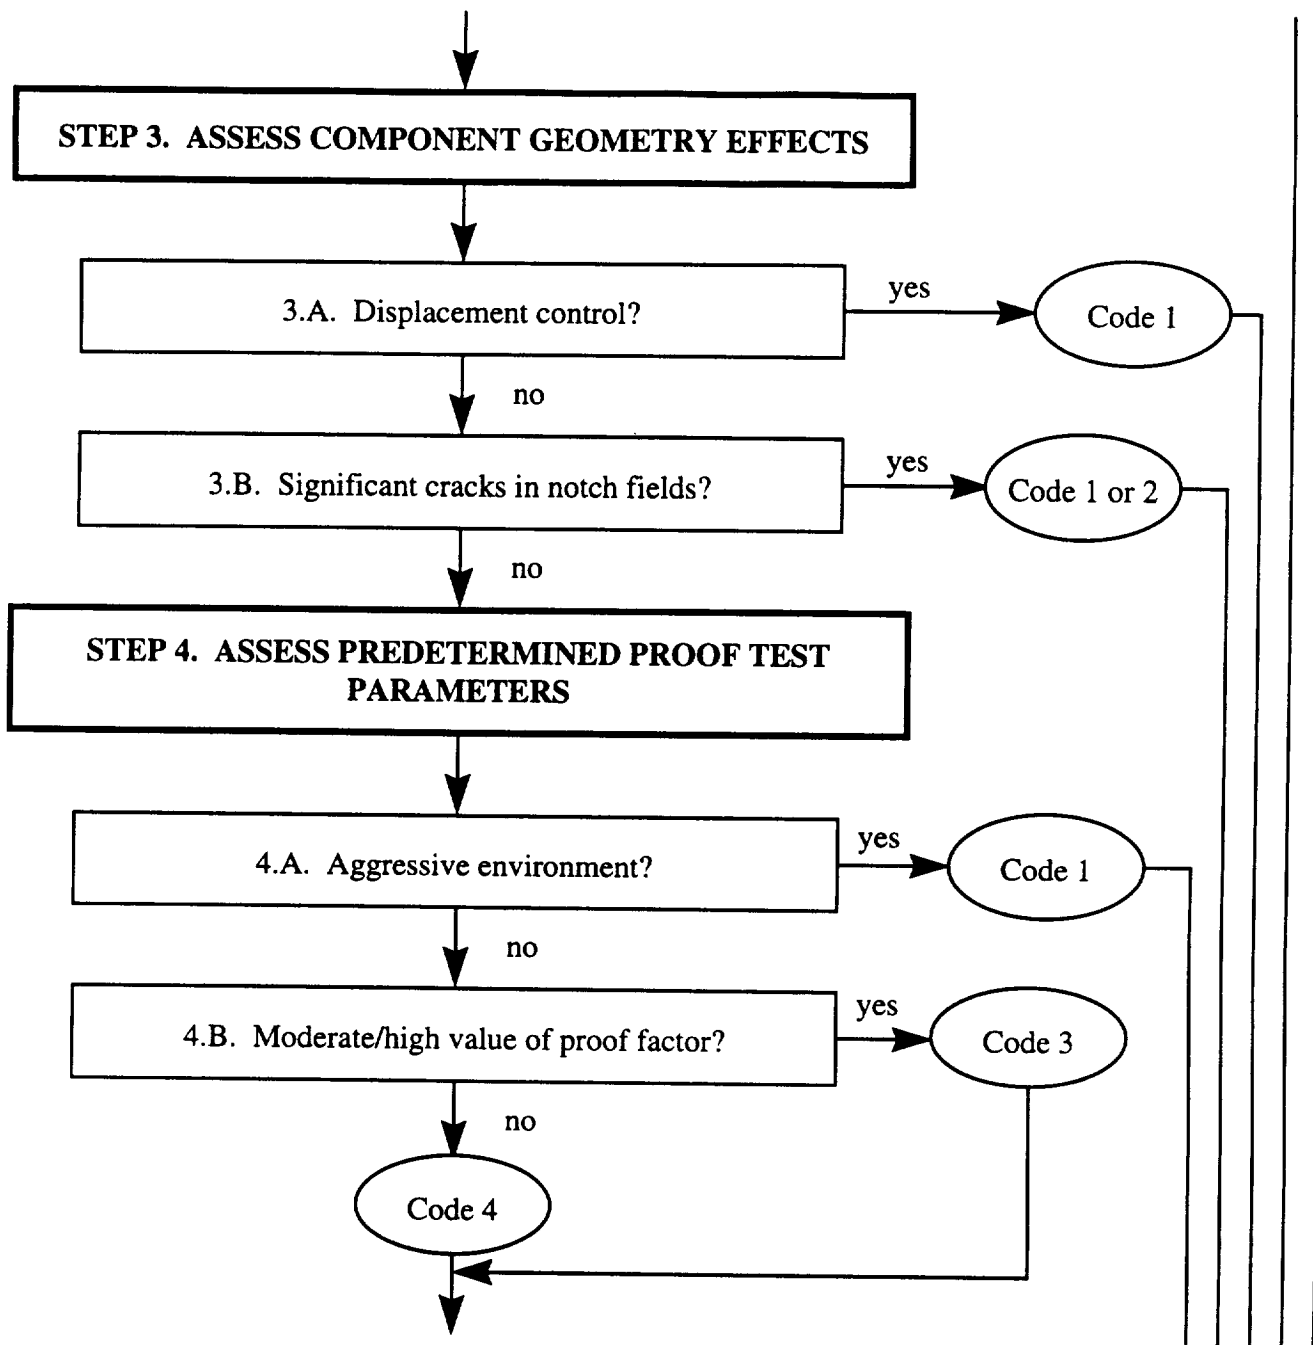 STEP 3. ASSESS COMPONENT GEOMETRY EFFECTS
3.A. Displacement control?
yes
Code 1
no
3.B. Significant cracks in notch fields?
yes
Code 1 or 2
no
STEP 4. ASSESS PREDETERMINED PROOF TEST
PARAMETERS
4.A. Aggressive environment?
yes
Code 1
no
4.B. Moderate/high value of proof factor?
yes
Code 3
no
Code 4